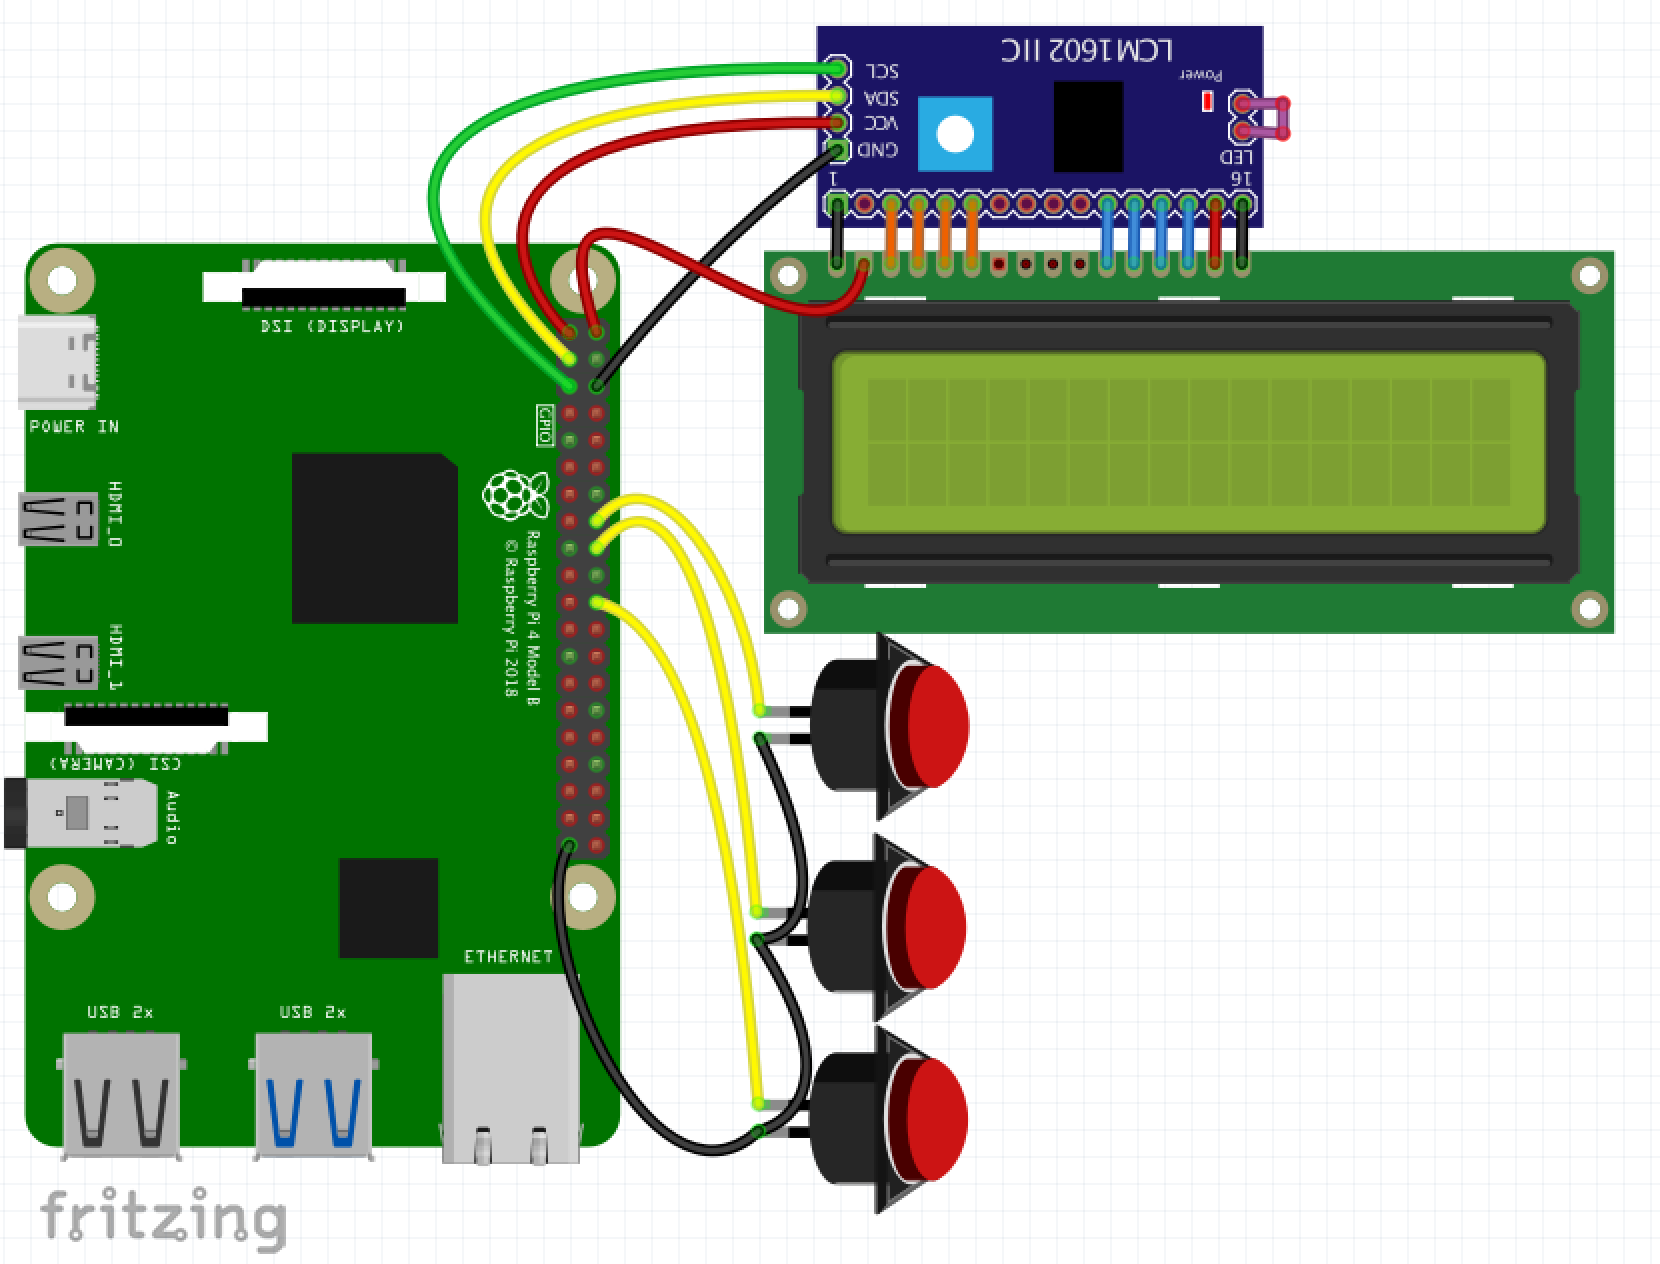 LCM1602 IIC
SCL
SDA
VCC
GND
Power
LED
1
16
DSI (DISPLAY)
POWER IN
GPIO
HDMI_0
Raspberry Pi 4 Model B
© Raspberry Pi 2018
HDMI_1
CSI (CAMERA)
Audio
ETHERNET
USB 2x
USB 2x
fritzing